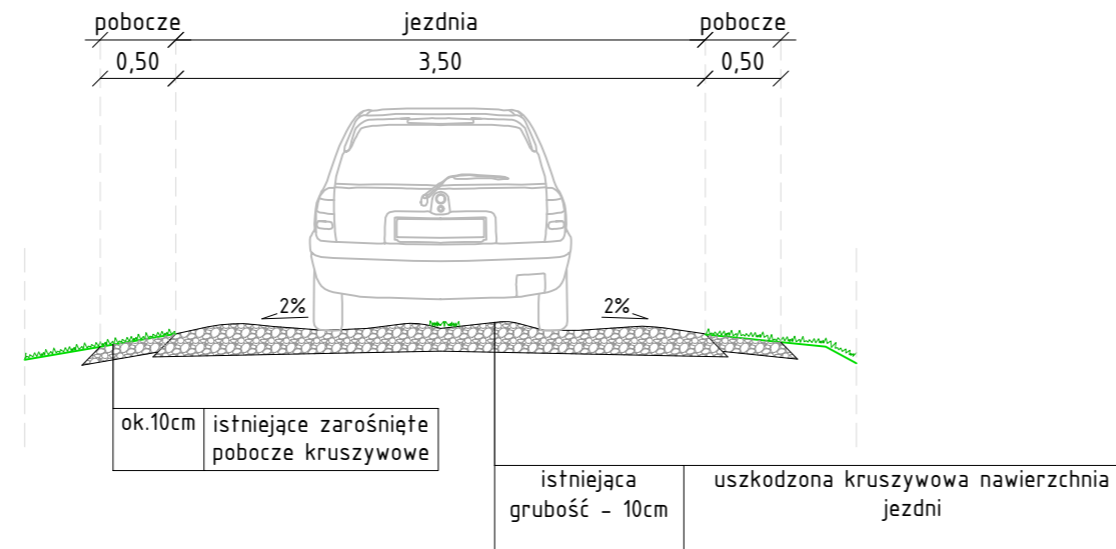 pobocze jezdnia pobocze
0,50 3,50 0,50
2% 2%
ok.10cm istniejące zarośnięte
pobocze kruszywowe
istniejąca uszkodzona kruszywowa nawierzchnia
grubość - 10cm jezdni